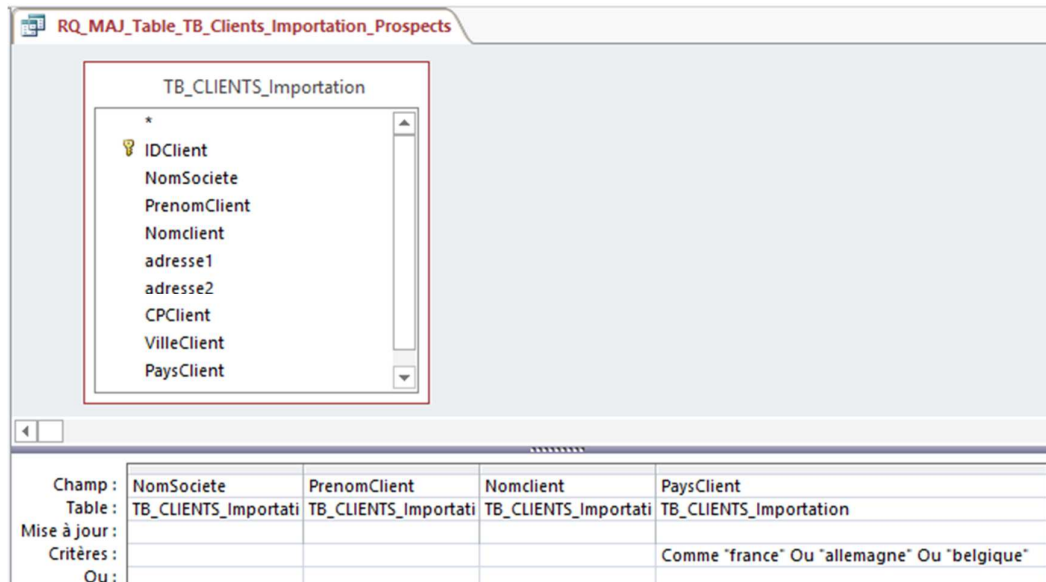 RQ_MAJ_Table_TB_Clients_Importation_Prospects
TB_CLIENTS_Importation
*
IDClient
NomSociete
PrenomClient
Nomclient
adresse1
adresse2
CPClient
VilleClient
PaysClient
Champ : NomSociete PrenomClient Nomclient PaysClient
Table : TB_CLIENTS_Importati TB_CLIENTS_Importati TB_CLIENTS_Importati TB_CLIENTS_Importation
Mise à jour :
Critères : Comme "france" Ou "allemagne" Ou "belgique"
Ou :